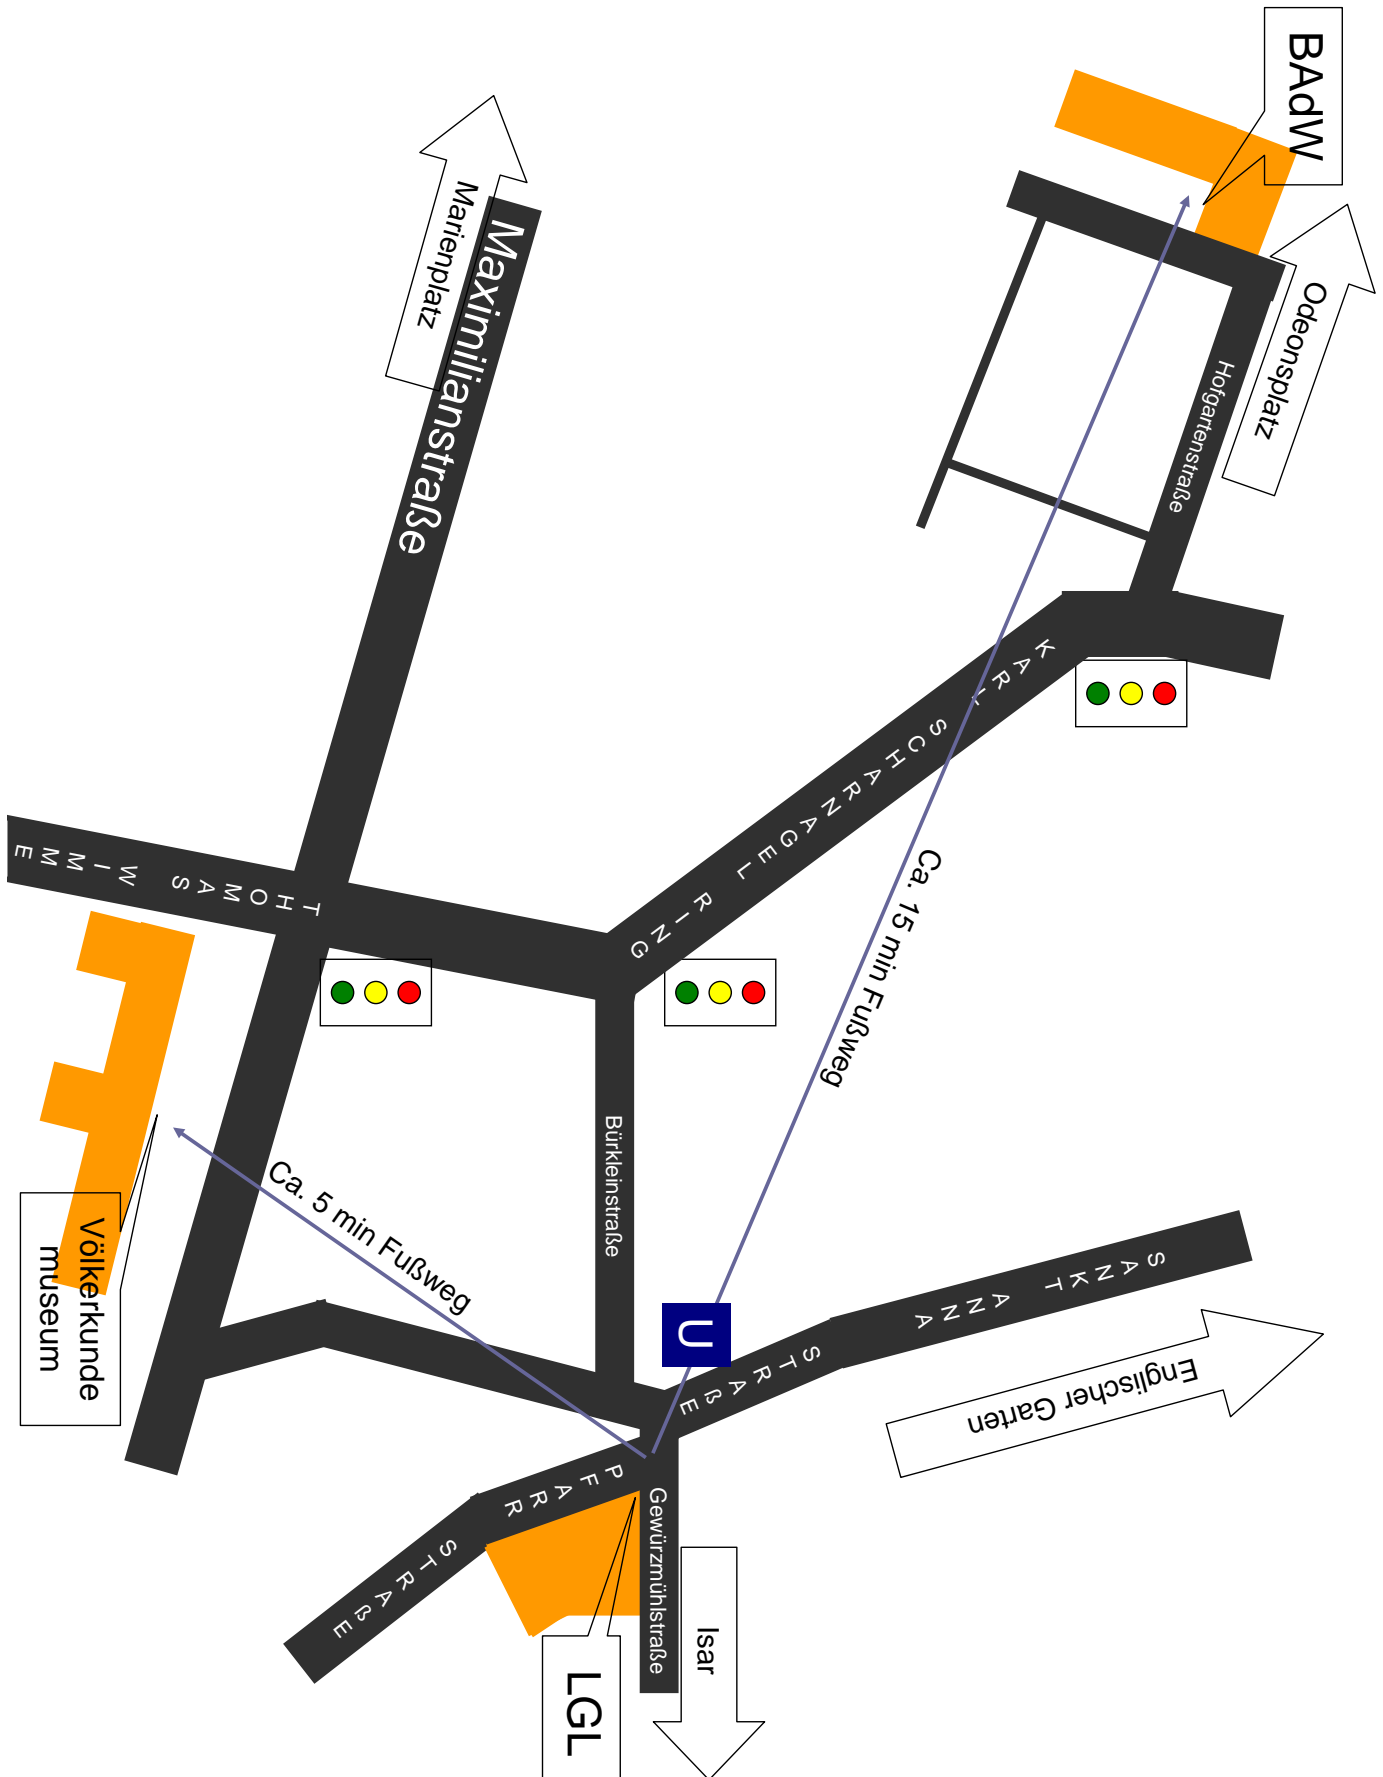 BAdW
Odeonsplatz
Hofgartenstraße
Marienplatz
Maximilianstraße
KARL SCHARNAGEL RING
Ca. 15 min Fußweg
THOMAS WIMME
Bürkleinstraße
Ca. 5 min Fußweg
Völkerkunde
museum
U
SANKT ANNA STRAßE
Englischer Garten
PFARR STRAßE
Gewürzmühlstraße
Isar
LGL